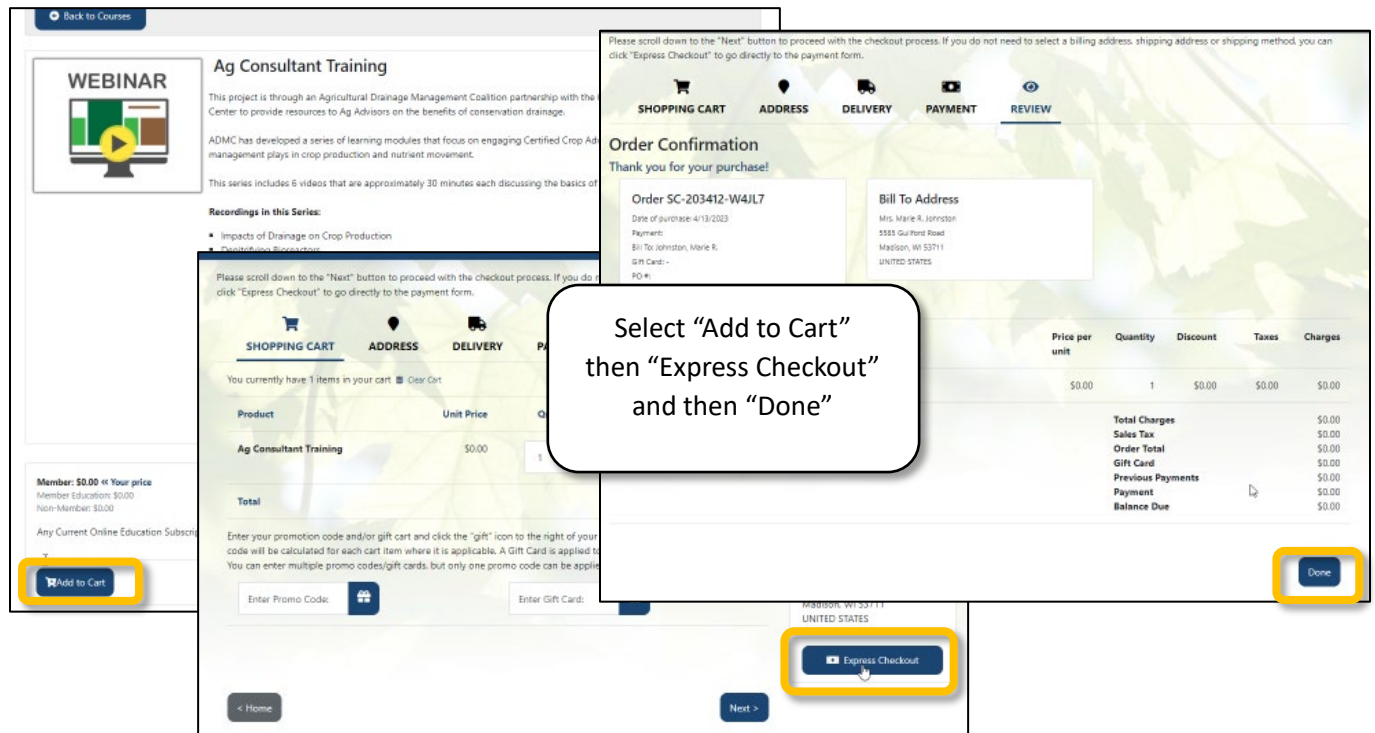 Back to Courses
WEBINAR
Ag Consultant Training
This project is through an Agricultural Drainage Management Coalition partnership with the
Center to provide resources to Ag Advisors on the benefits of conservation drainage.
ADMC has developed a series of learning modules that focus on engaging Certified Crop
management plays in crop production and nutrient movement.
This series includes 6 videos that are approximately 30 minutes each discussing the basics of
Recordings in this Series:
Impacts of Drainage on Crop Production
Denitrifying Bioreactors
Member: $0.00 « Your price
Member Education: $0.00
Non-Member: $0.00
Any Current Online Education
Add to Cart
Please scroll down to the "Next" button to proceed with the checkout process. If you do
click "Express Checkout" to go directly to the payment form.
SHOPPING CART ADDRESS DELIVERY
You currently have 1 items in your cart Clear Cart
Product Unit Price
Ag Consultant Training $0.00 1
Total
Enter your promotion code and/or gift cart and click the "gift" icon to the right of your
code will be calculated for each cart item where it is applicable. A Gift Card is applied to
You can enter multiple promo codes/gift cards, but only one promo code can be
Enter Promo Code: Enter Gift Card:
Madison, WI 53711
UNITED STATES
Express Checkout
< Home Next >
Please scroll down to the "Next" button to proceed with the checkout process. If you do not need to select a billing address, shipping address or shipping method, you can
click "Express Checkout" to go directly to the payment form.
SHOPPING CART ADDRESS DELIVERY PAYMENT REVIEW
Order Confirmation
Thank you for your purchase!
Order SC-203412-W4JL7
Date of purchase: 4/13/2023
Payment:
Bill To: Johnston, Marie R.
Gift Card: -
PO #:
Bill To Address
Mrs. Marie R. Johnston
5585 Guilford Road
Madison, WI 53711
UNITED STATES
Select “Add to Cart”
then “Express Checkout”
and then “Done”
Price per unit Quantity Discount Taxes Charges
$0.00 1 $0.00 $0.00 $0.00
Total Charges $0.00
Sales Tax $0.00
Order Total $0.00
Gift Card $0.00
Previous Payments $0.00
Payment $0.00
Balance Due $0.00
Done